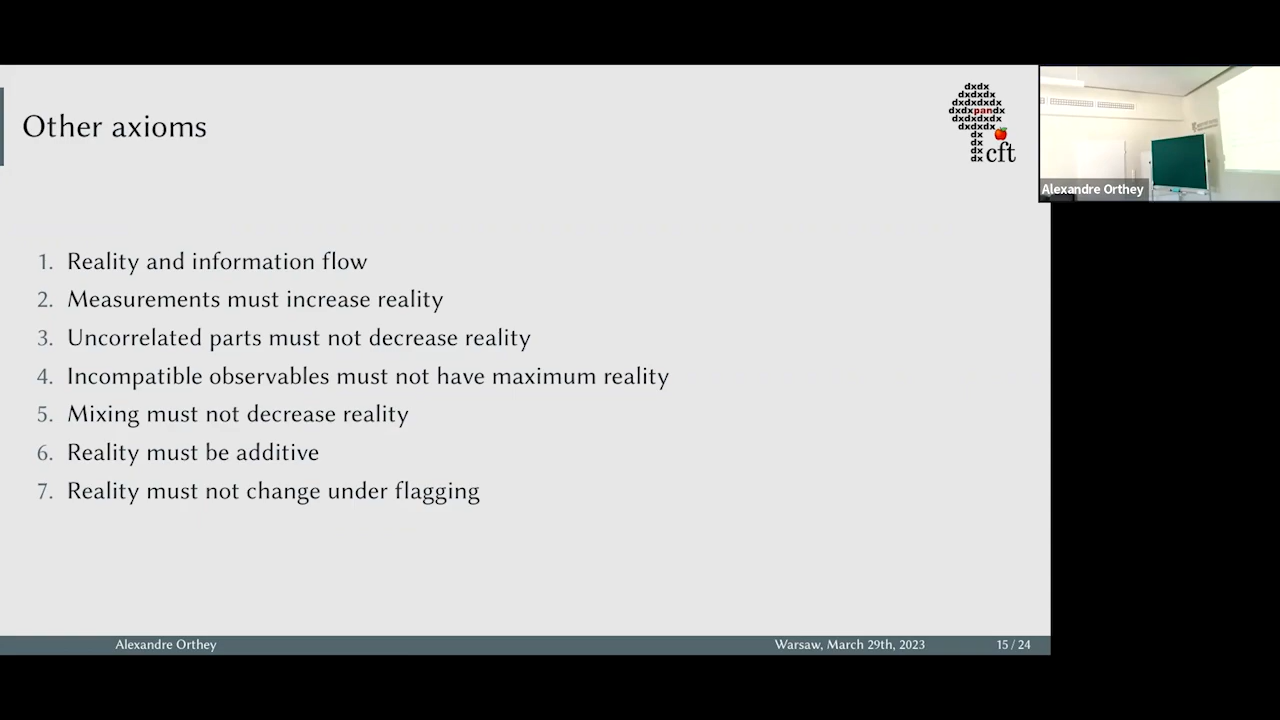 Other axioms
dxdx
dxdxdx
dxdxdxdx
dxdxpandx
dxdxdxdx
dxdxdx
dx
dx
dx
dx cft
Alexandre Orthey
1. Reality and information flow
2. Measurements must increase reality
3. Uncorrelated parts must not decrease reality
4. Incompatible observables must not have maximum reality
5. Mixing must not decrease reality
6. Reality must be additive
7. Reality must not change under flagging
Alexandre Orthey Warsaw, March 29th, 2023 15 / 24